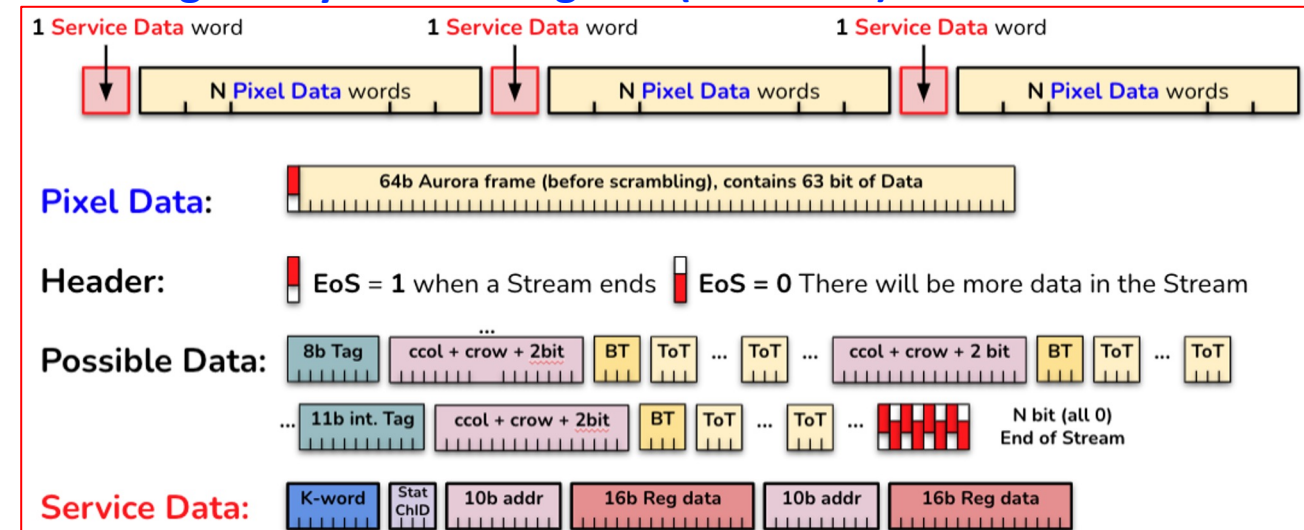 1 Service Data word 1 Service Data word 1 Service Data word
N Pixel Data words N Pixel Data words N Pixel Data words
Pixel Data: 64b Aurora frame (before scrambling), contains 63 bit of Data
Header: EoS = 1 when a Stream ends EoS = 0 There will be more data in the Stream
...
Possible Data: 8b Tag ccol + crow + 2bit BT ToT ... ToT ... ccol + crow + 2 bit BT ToT ... ToT
... 11b int. Tag ccol + crow + 2bit BT ToT ... ToT ... N bit (all 0)
End of Stream
Service Data: K-word Stat ChID 10b addr 16b Reg data 10b addr 16b Reg data